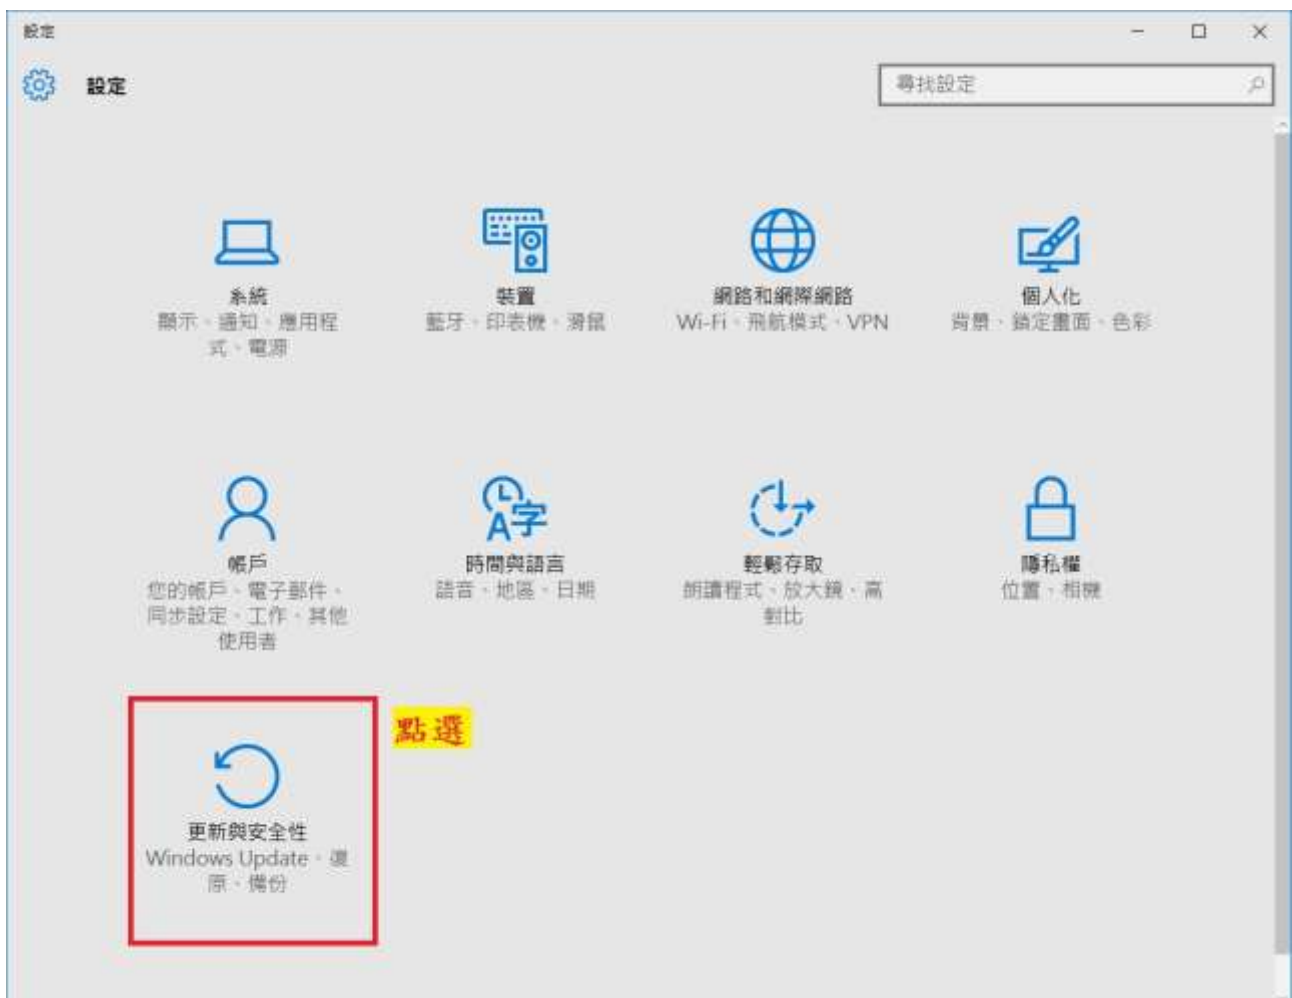 設定
設定
尋找設定
系統
顯示、通知、應用程
式、電源
裝置
藍牙、印表機、滑鼠
網路和網際網路
Wi-Fi、飛航模式、VPN
個人化
背景、鎖定畫面、色彩
帳戶
您的帳戶、電子郵件、
同步設定、工作、其他
使用者
時間與語言
語音、地區、日期
輕鬆存取
朗讀程式、放大鏡、高
對比
隱私權
位置、相機
點選
更新與安全性
Windows Update、復
原、備份